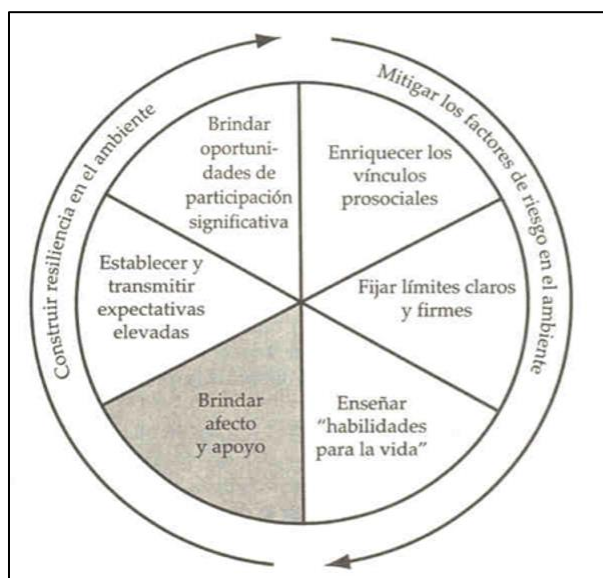 Construir resiliencia en el ambiente
Mitigar los factores de riesgo en el ambiente
Brindar
oportuni-
dades de
participación
significativa
Enriquecer los
vínculos
prosociales
Fijar límites claros
y firmes
Enseñar
“habilidades
para la vida”
Brindar
afecto
y apoyo
Establecer y
transmitir
expectativas
elevadas